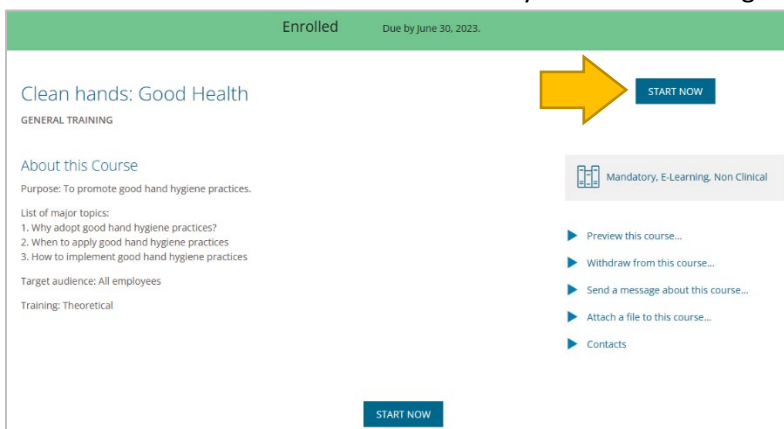 Enrolled Due by June 30, 2023.
START NOW
Clean hands: Good Health
GENERAL TRAINING
About this Course
Purpose: To promote good hand hygiene practices.
List of major topics:
1. Why adopt good hand hygiene practices?
2. When to apply good hand hygiene practices
3. How to implement good hand hygiene practices
Target audience: All employees
Training: Theoretical
Mandatory, E-Learning, Non Clinical
Preview this course...
Withdraw from this course...
Send a message about this course...
Attach a file to this course...
Contacts
START NOW